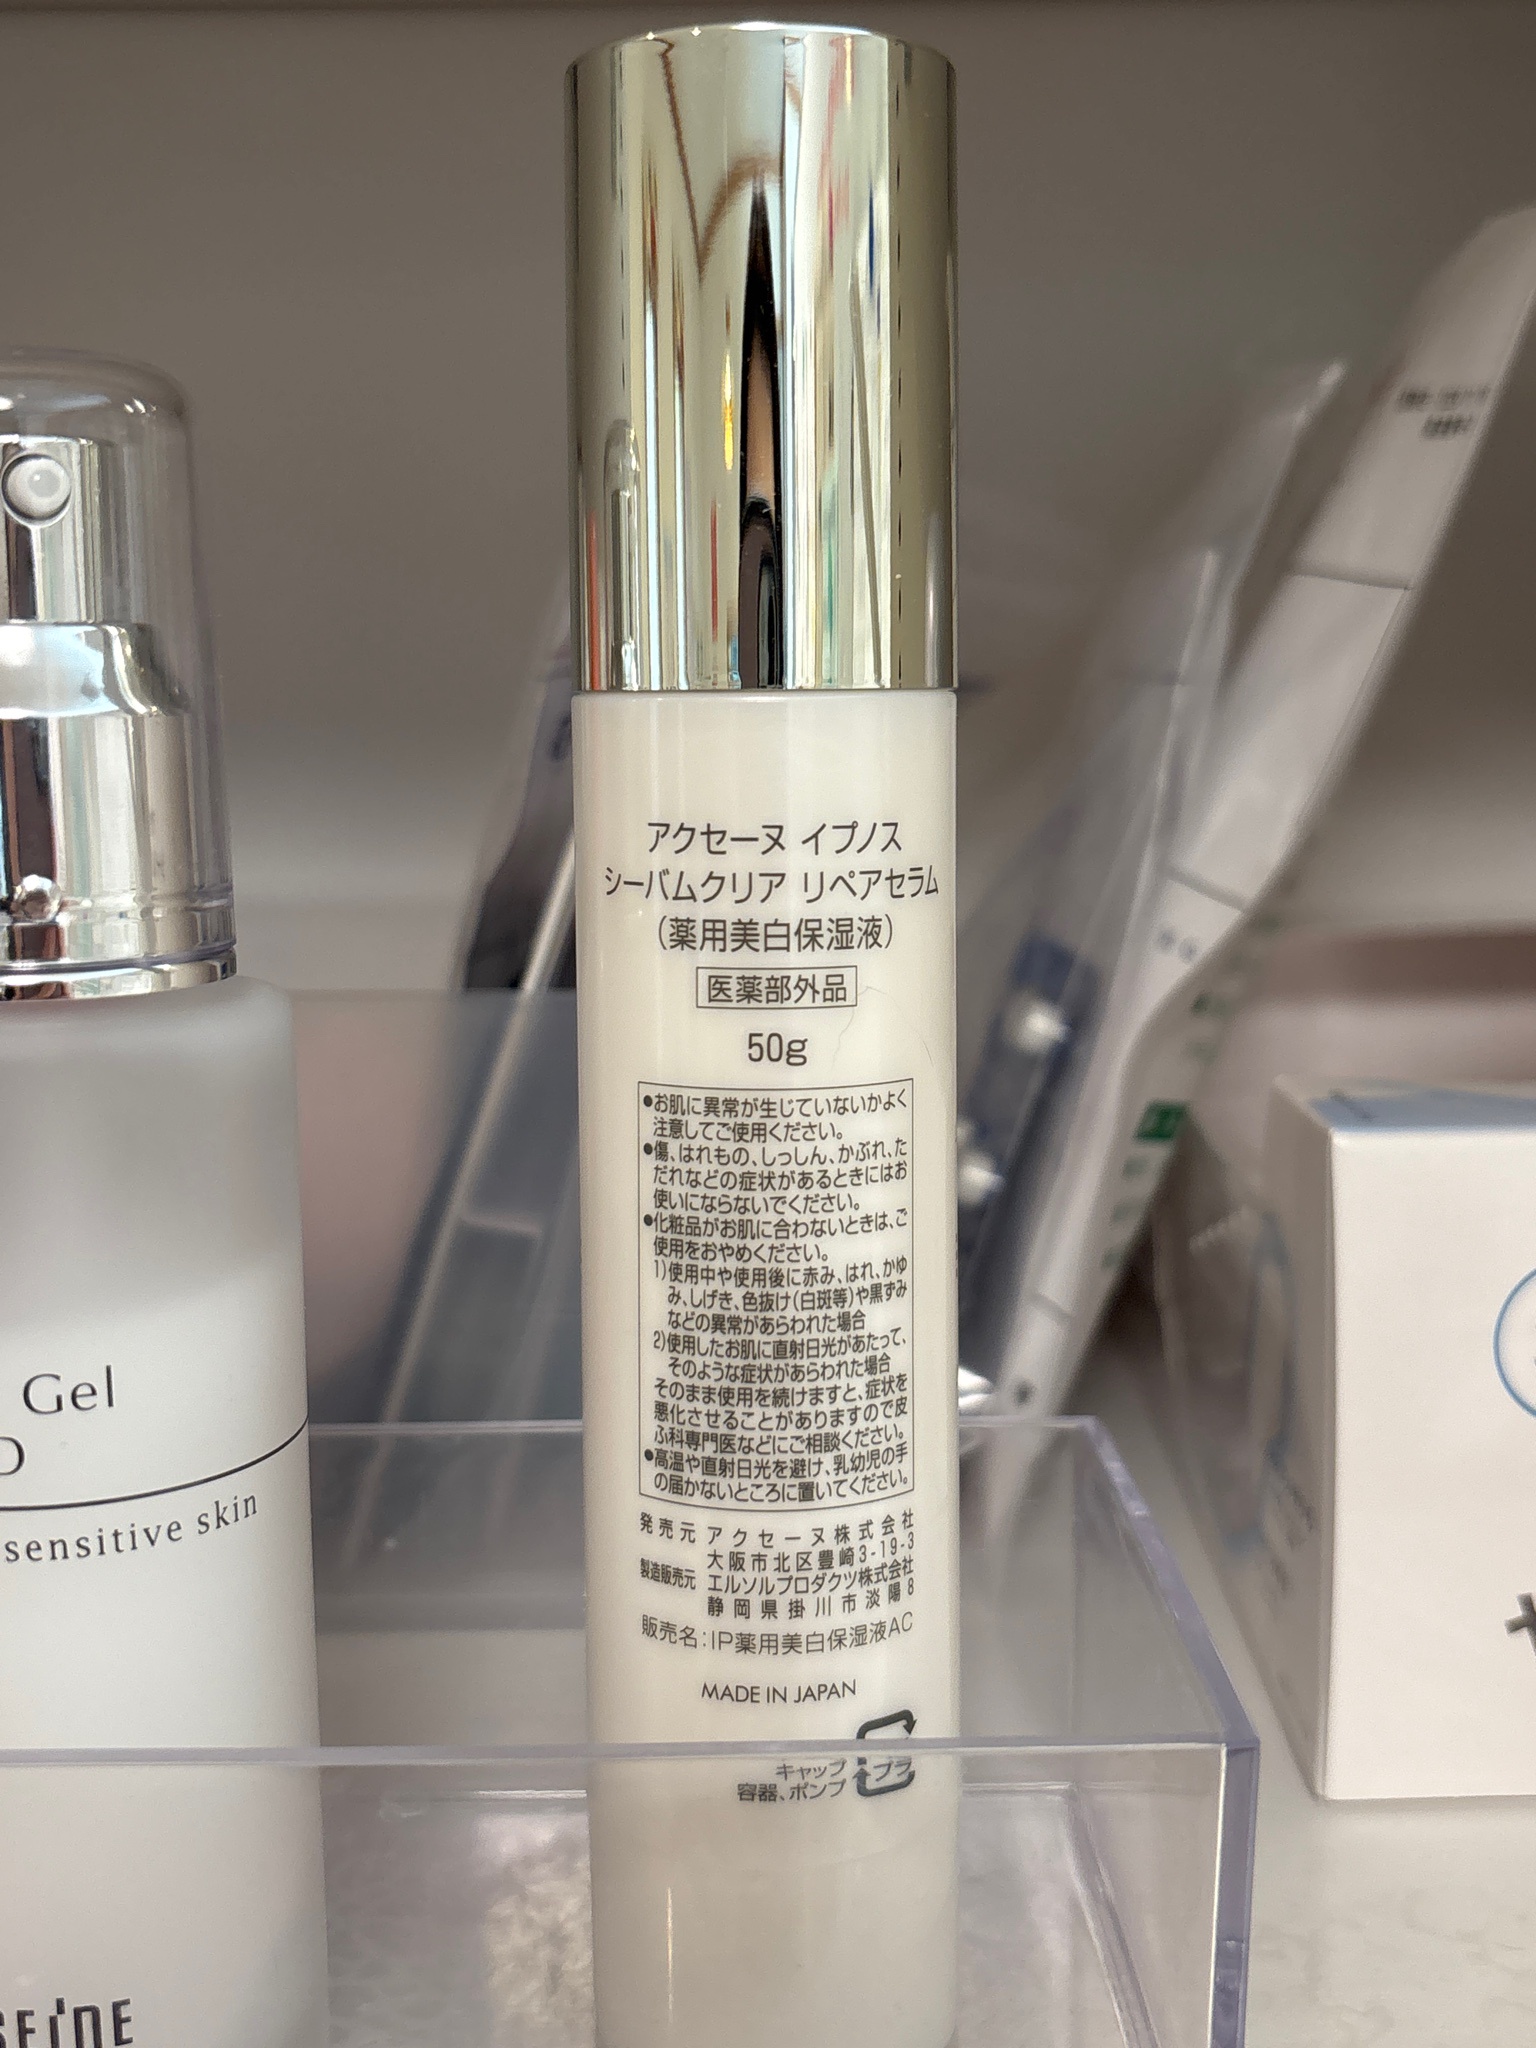 アクセーヌ イプノス
シーバムクリア リペアセラム
（薬用美白保湿液）
医薬部外品
50g
●お肌に異常が生じていないかよく
注意してご使用ください。
●傷、はれもの、しっしん、かぶれ、た
だれなどの症状があるときにはお
使いにならないでください。
●化粧品がお肌に合わないときは、ご
使用をおやめください。
1)使用中や使用後に赤み、はれ、かゆ
み、しげき、色抜け（白斑等）や黒ずみ
などの異常があらわれた場合
2)使用したお肌に直射日光があたって、
そのような症状があらわれた場合
そのまま使用を続けますと、症状を
悪化させることがありますので皮
ふ科専門医などにご相談ください。
●高温や直射日光を避け、乳幼児の手
の届かないところに置いてください。
発売元 アクセーヌ株式会社
大阪市北区豊崎3-19-3
製造販売元 エルソルプロダクツ株式会社
静岡県掛川市淡陽8
販売名：IP薬用美白保湿液AC
MADE IN JAPAN
キャップ
容器、ポンプ
プラ
Gel
sensitive skin